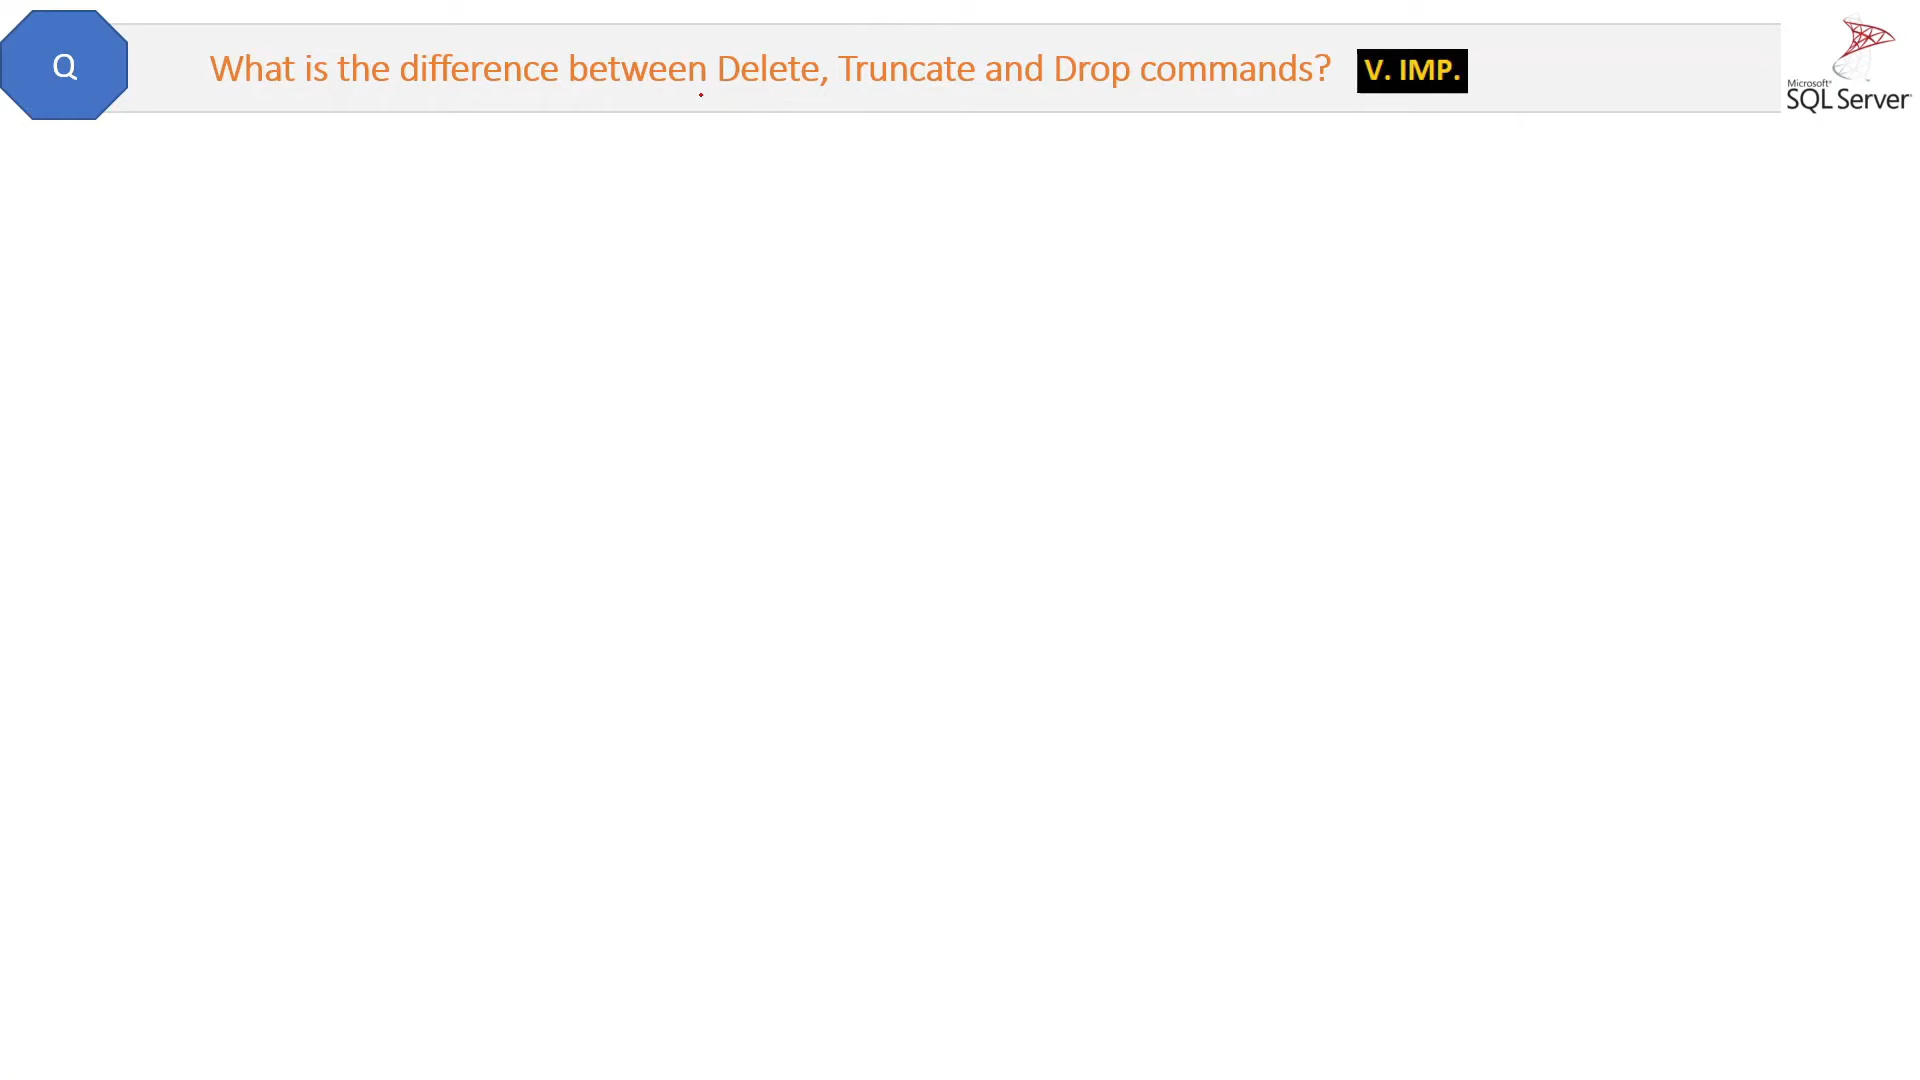 Q
What is the difference between Delete, Truncate and Drop commands? V. IMP.
Microsoft®
SQL Server®